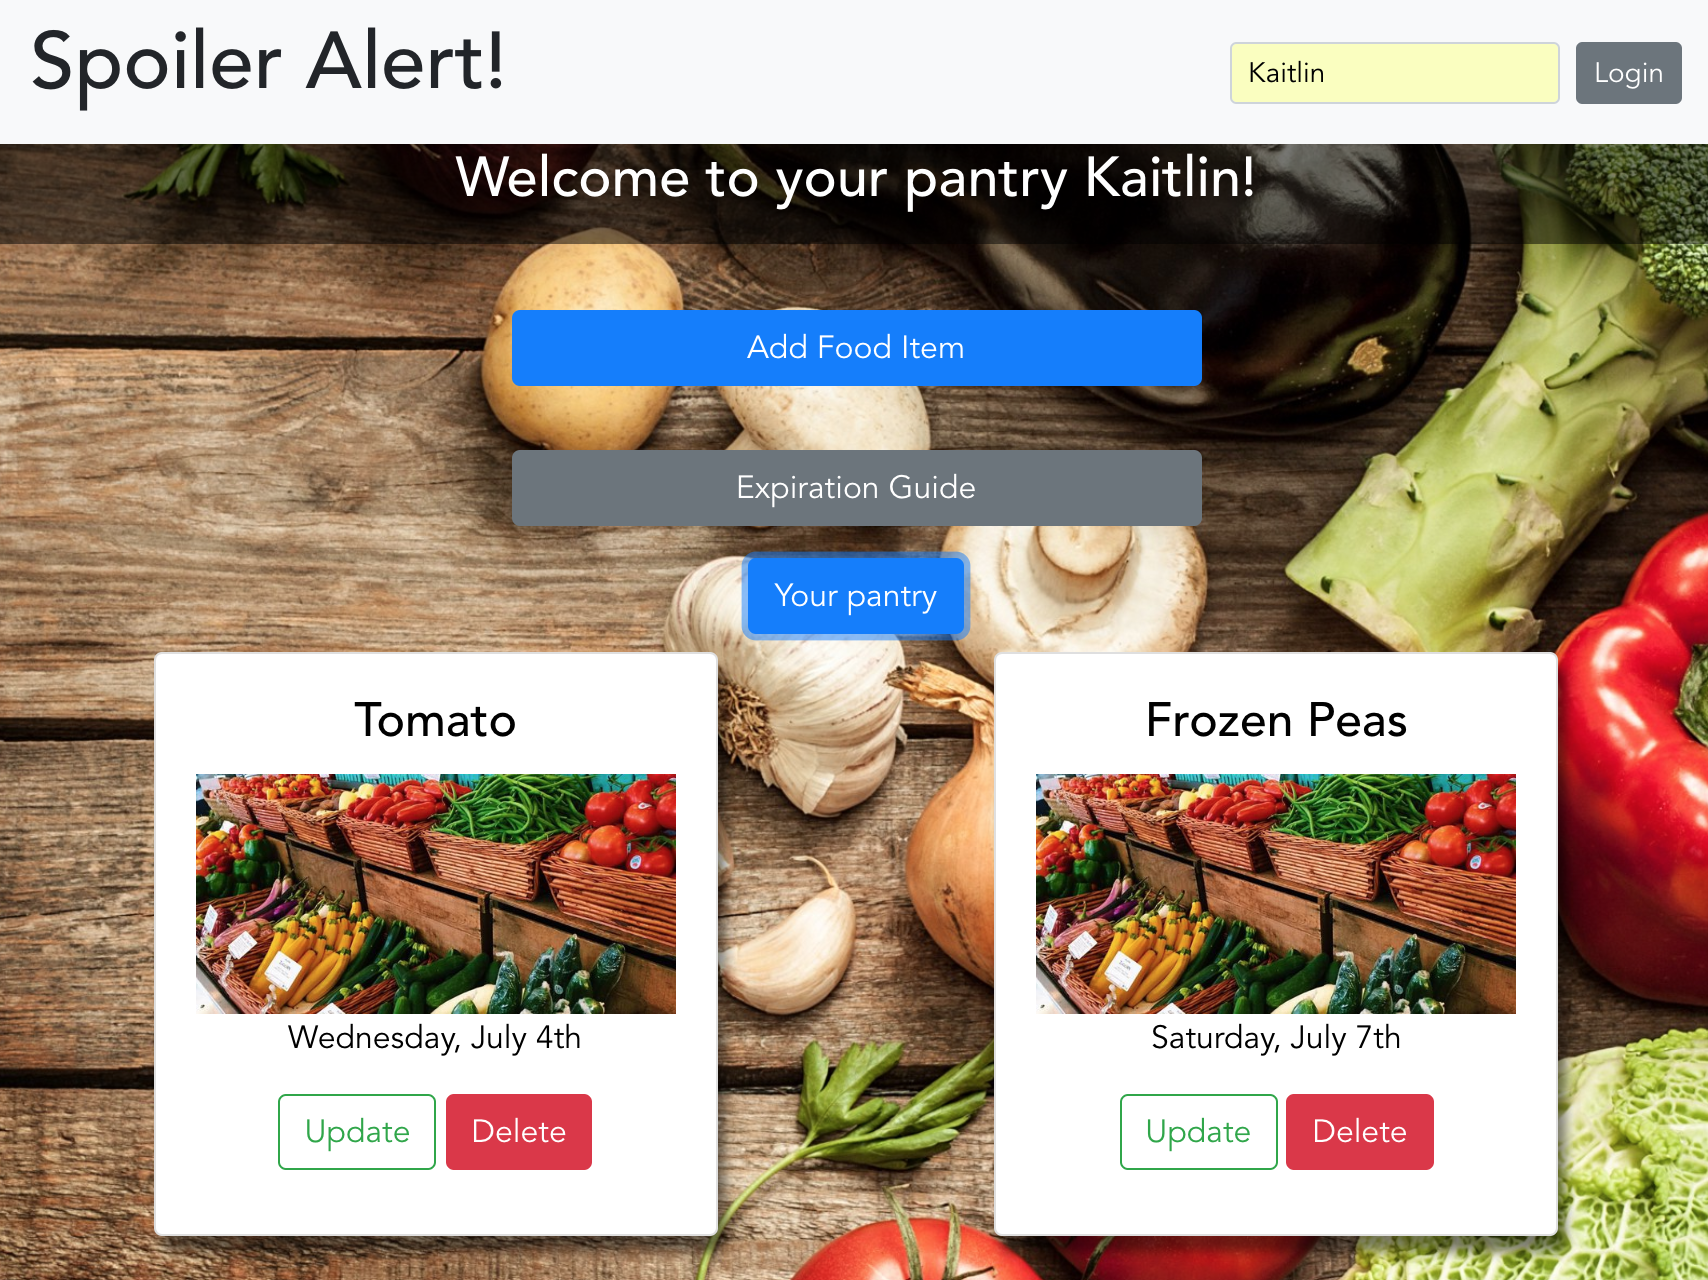 Spoiler Alert!
Kaitlin
Login
Welcome to your pantry Kaitlin!
Add Food Item
Expiration Guide
Your pantry
Tomato
Wednesday, July 4th
Update
Delete
Frozen Peas
Saturday, July 7th
Update
Delete